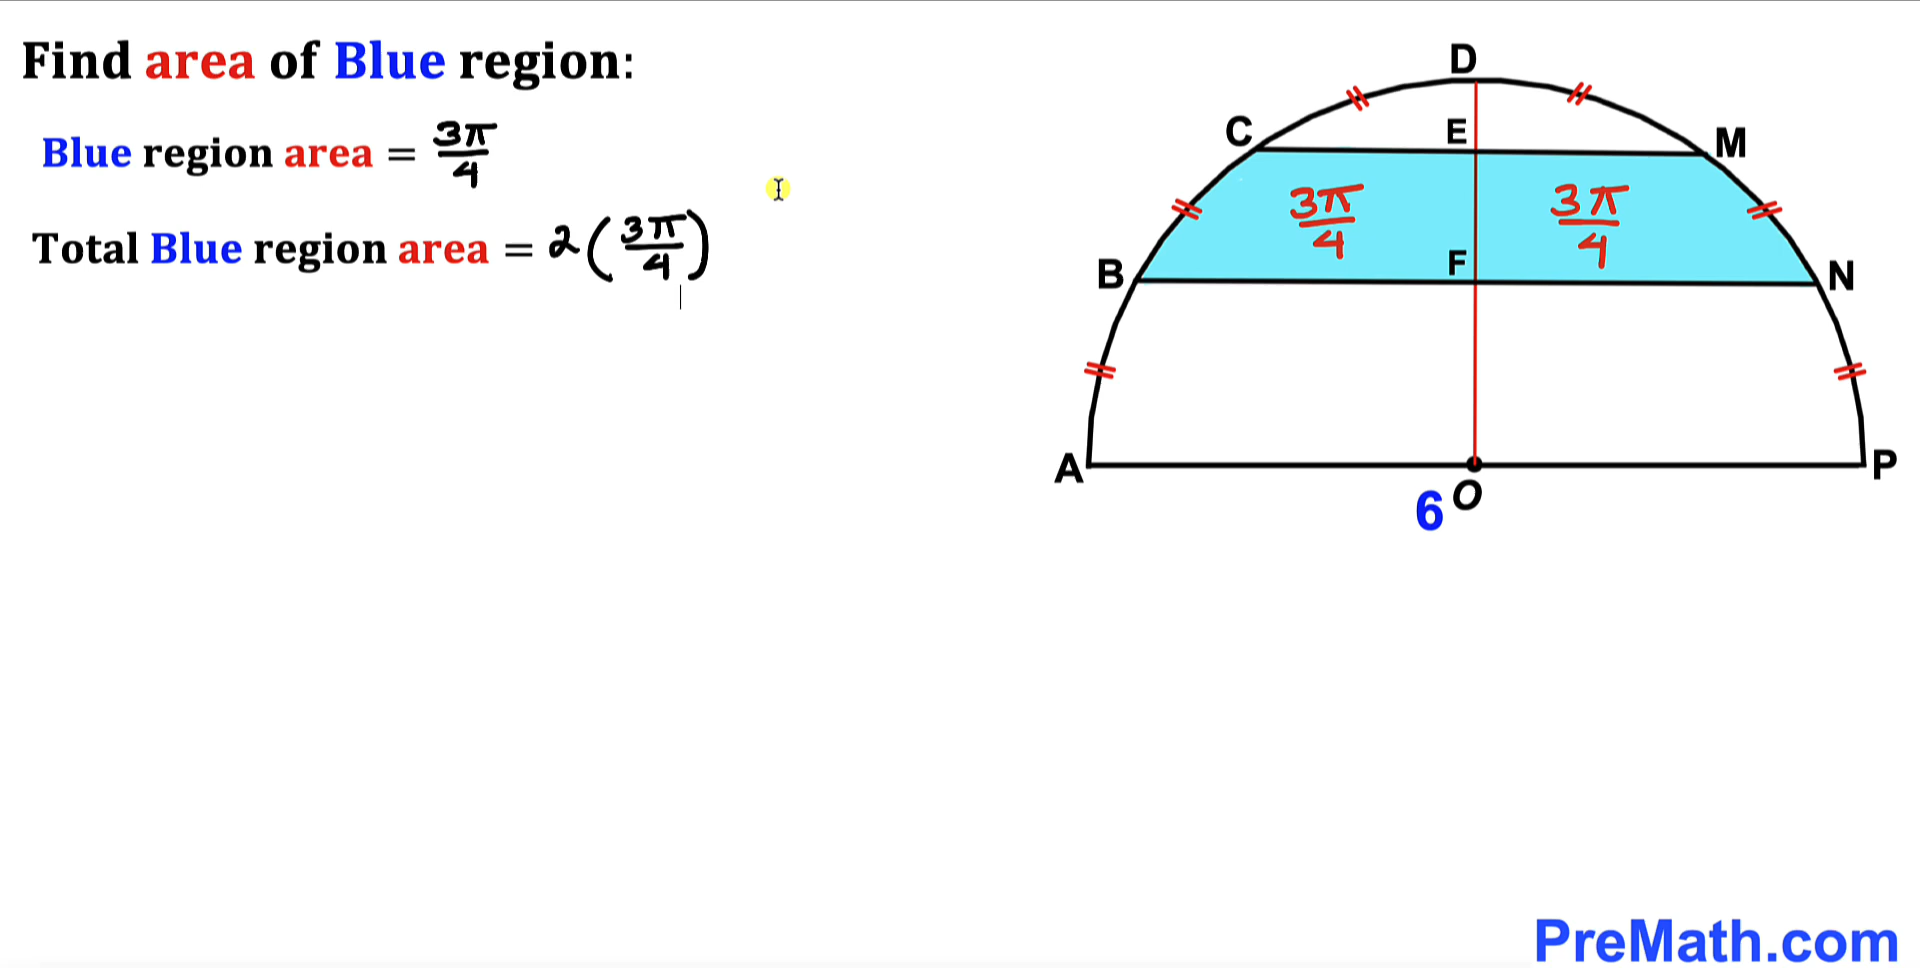 Find area of Blue region:
Blue region area = 3π/4
Total Blue region area = 2(3π/4)
D
C
E
M
3π/4
3π/4
B
F
N
A
P
6
O
PreMath.com